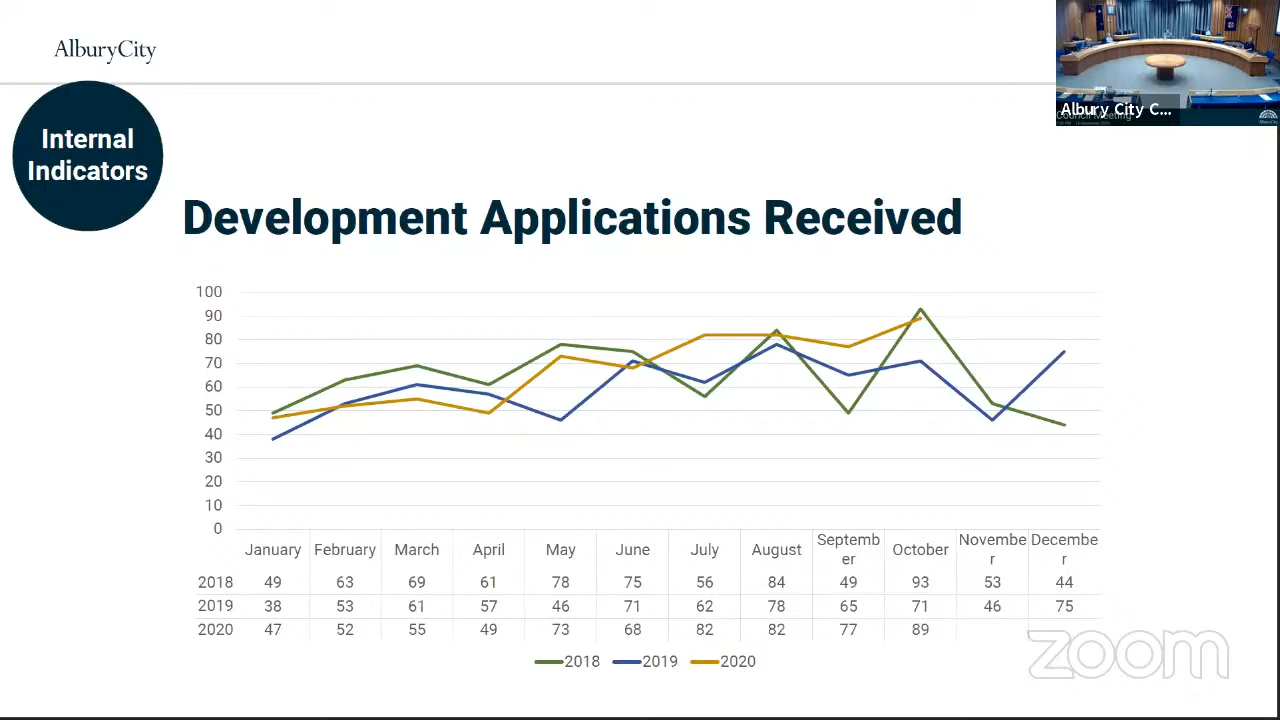 AlburyCity
Albury City C...
Council Meeting
Internal
Indicators
Development Applications Received
100
90
80
70
60
50
40
30
20
10
0
January February March April May June July August Septemb
er October Novembe
r Decembe
r
2018 49 63 69 61 78 75 56 84 49 93 53 44
2019 38 53 61 57 46 71 62 78 65 71 46 75
2020 47 52 55 49 73 68 82 82 77 89
2018 2019 2020
zoom